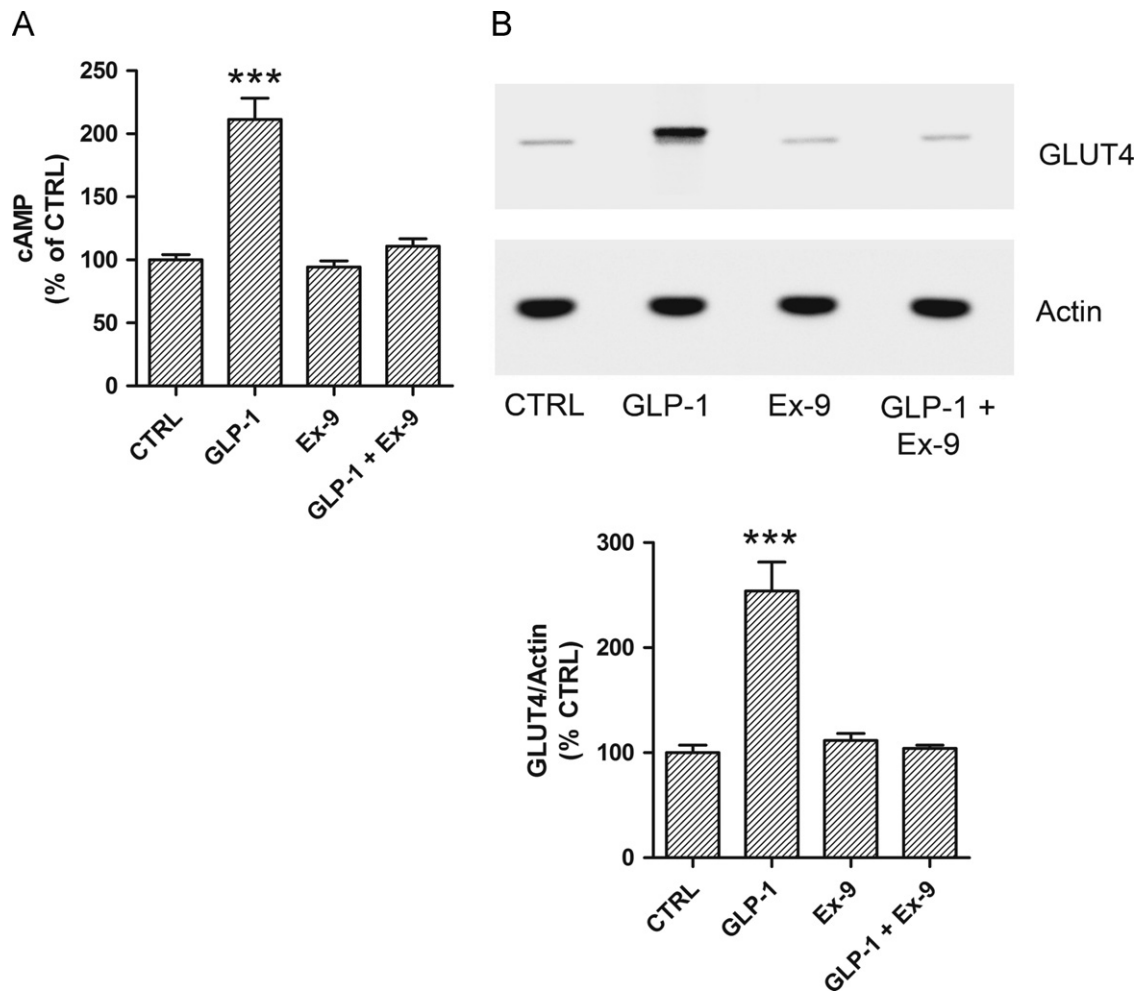 A
cAMP
(% of CTRL)
250
200
150
100
50
0
***
CTRL
GLP-1
Ex-9
GLP-1 + Ex-9
B
GLUT4
Actin
CTRL
GLP-1
Ex-9
GLP-1 +
Ex-9
GLUT4/Actin
(% CTRL)
300
200
100
0
***
CTRL
GLP-1
Ex-9
GLP-1 + Ex-9